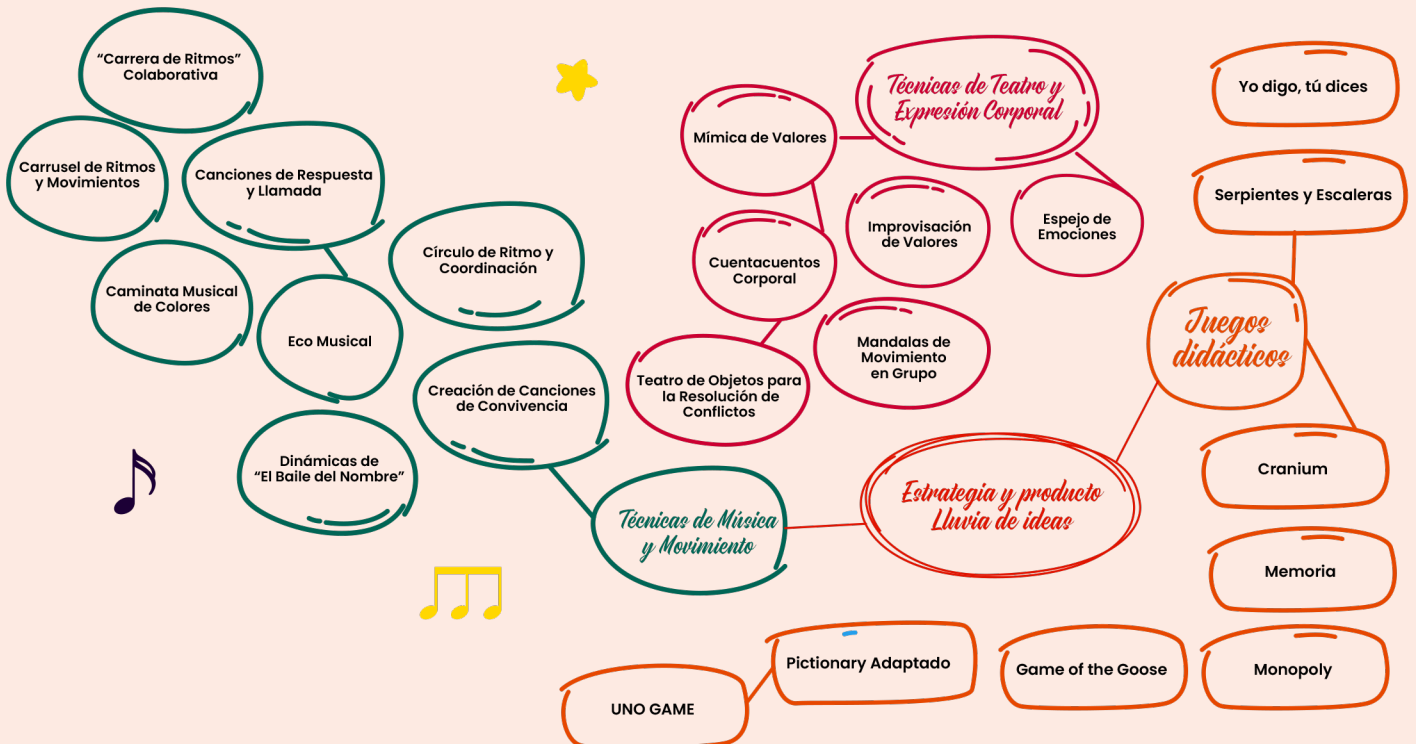 “Carrera de Ritmos”
Colaborativa
Carrusel de Ritmos
y Movimientos
Canciones de Respuesta
y Llamada
Círculo de Ritmo y
Coordinación
Caminata Musical
de Colores
Eco Musical
Creación de Canciones
de Convivencia
Dinámicas de
“El Baile del Nombre”
Técnicas de Música
y Movimiento
Técnicas de Teatro y
Expresión Corporal
Mímica de Valores
Improvisación
de Valores
Espejo de
Emociones
Cuentacuentos
Corporal
Mandalas de
Movimiento
en Grupo
Teatro de Objetos para
la Resolución de
Conflictos
Estrategia y producto
Lluvia de ideas
Yo digo, tú dices
Serpientes y Escaleras
Juegos
didácticos
Cranium
Memoria
Monopoly
Game of the Goose
Pictionary Adaptado
UNO GAME